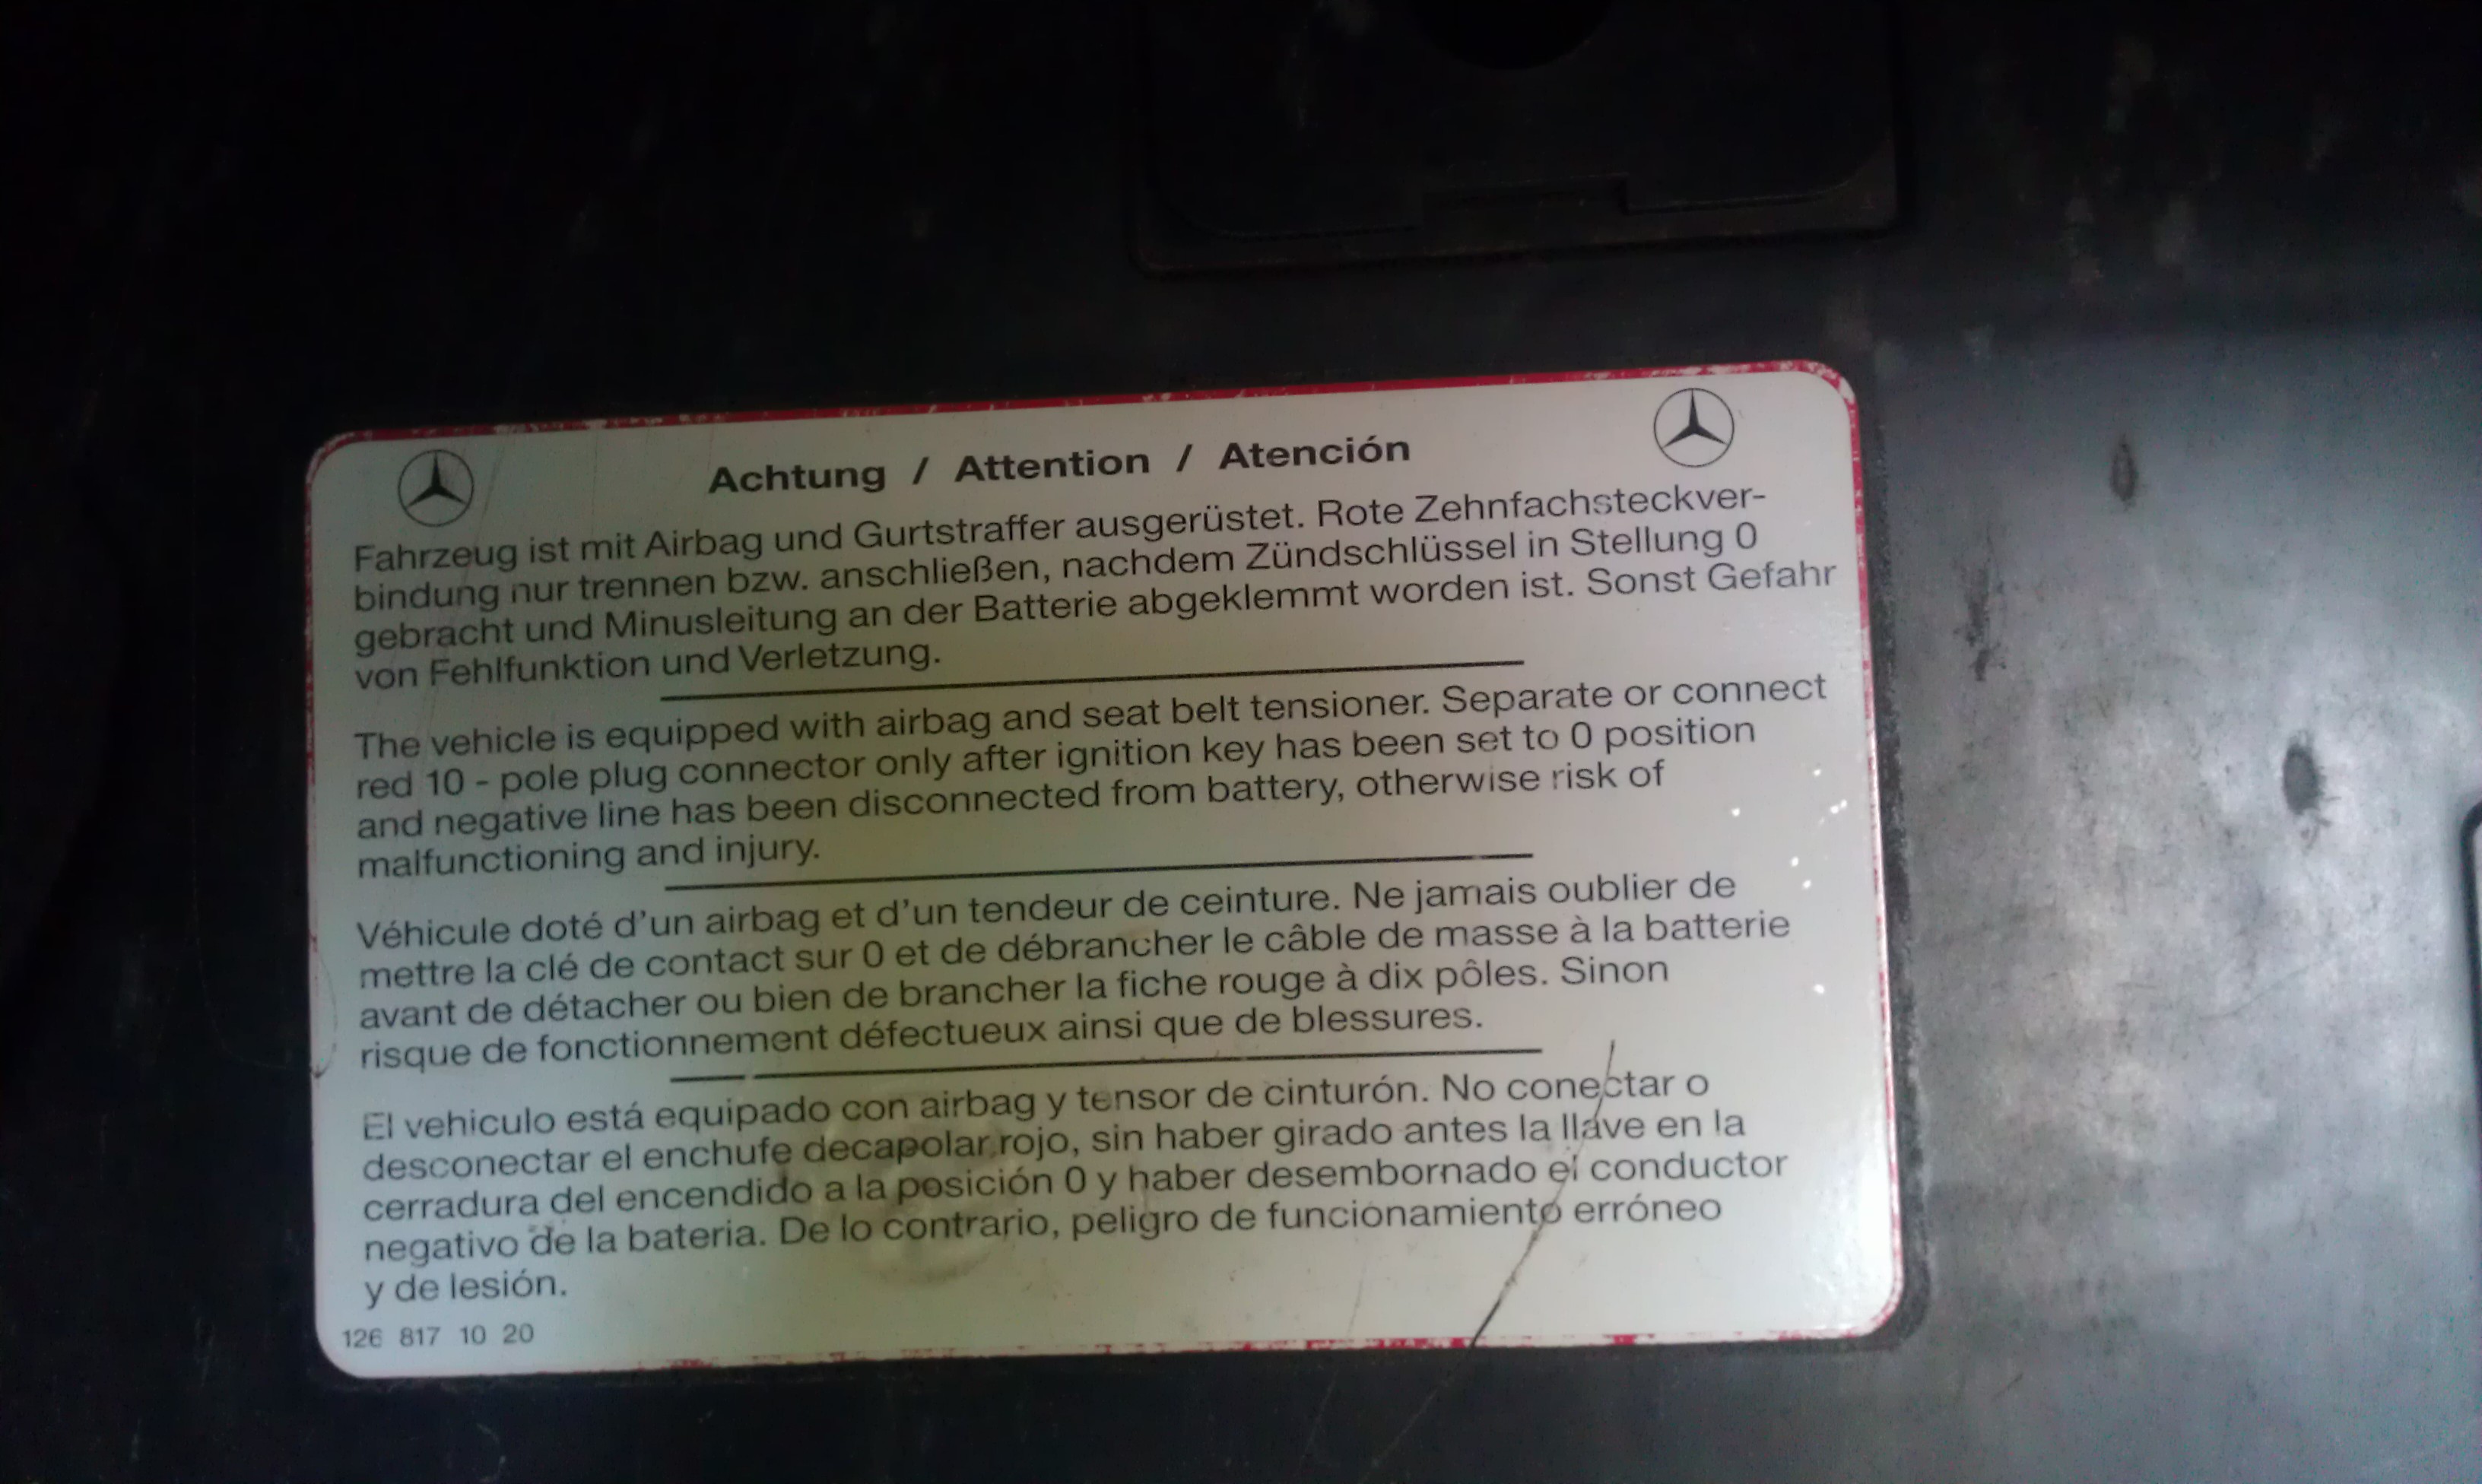 Achtung / Attention / Atención
Fahrzeug ist mit Airbag und Gurtstraffer ausgerüstet. Rote Zehnfachsteckver-
bindung nur trennen bzw. anschließen, nachdem Zündschlüssel in Stellung 0
gebracht und Minusleitung an der Batterie abgeklemmt worden ist. Sonst Gefahr
von Fehlfunktion und Verletzung.
The vehicle is equipped with airbag and seat belt tensioner. Separate or connect
red 10 - pole plug connector only after ignition key has been set to 0 position
and negative line has been disconnected from battery, otherwise risk of
malfunctioning and injury.
Véhicule doté d'un airbag et d'un tendeur de ceinture. Ne jamais oublier de
mettre la clé de contact sur 0 et de débrancher le câble de masse à la batterie
avant de détacher ou bien de brancher la fiche rouge à dix pôles. Sinon
risque de fonctionnement défectueux ainsi que de blessures.
El vehiculo está equipado con airbag y tensor de cinturón. No conectar o
desconectar el enchufe decapolar rojo, sin haber girado antes la llave en la
cerradura del encendido a la posición 0 y haber desembornado el conductor
negativo de la bateria. De lo contrario, peligro de funcionamiento erróneo
y de lesión.
126 817 10 20